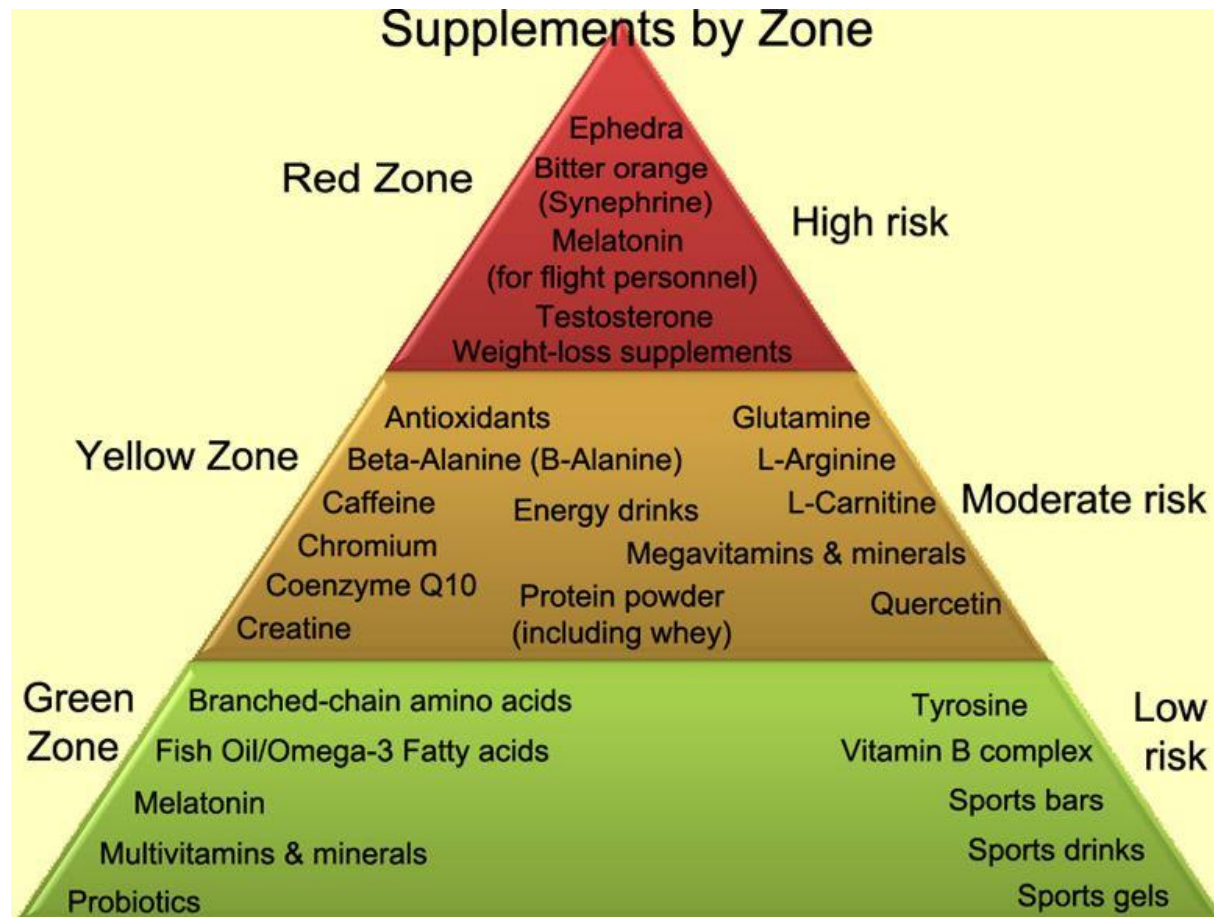 Supplements by Zone
Red Zone
Ephedra
Bitter orange
(Synephrine)
Melatonin
(for flight personnel)
Testosterone
Weight-loss supplements
High risk
Yellow Zone
Antioxidants
Beta-Alanine (B-Alanine)
Caffeine
Chromium
Coenzyme Q10
Creatine
Energy drinks
Protein powder
(including whey)
Glutamine
L-Arginine
L-Carnitine
Megavitamins & minerals
Quercetin
Moderate risk
Green
Zone
Branched-chain amino acids
Fish Oil/Omega-3 Fatty acids
Melatonin
Multivitamins & minerals
Probiotics
Tyrosine
Vitamin B complex
Sports bars
Sports drinks
Sports gels
Low
risk